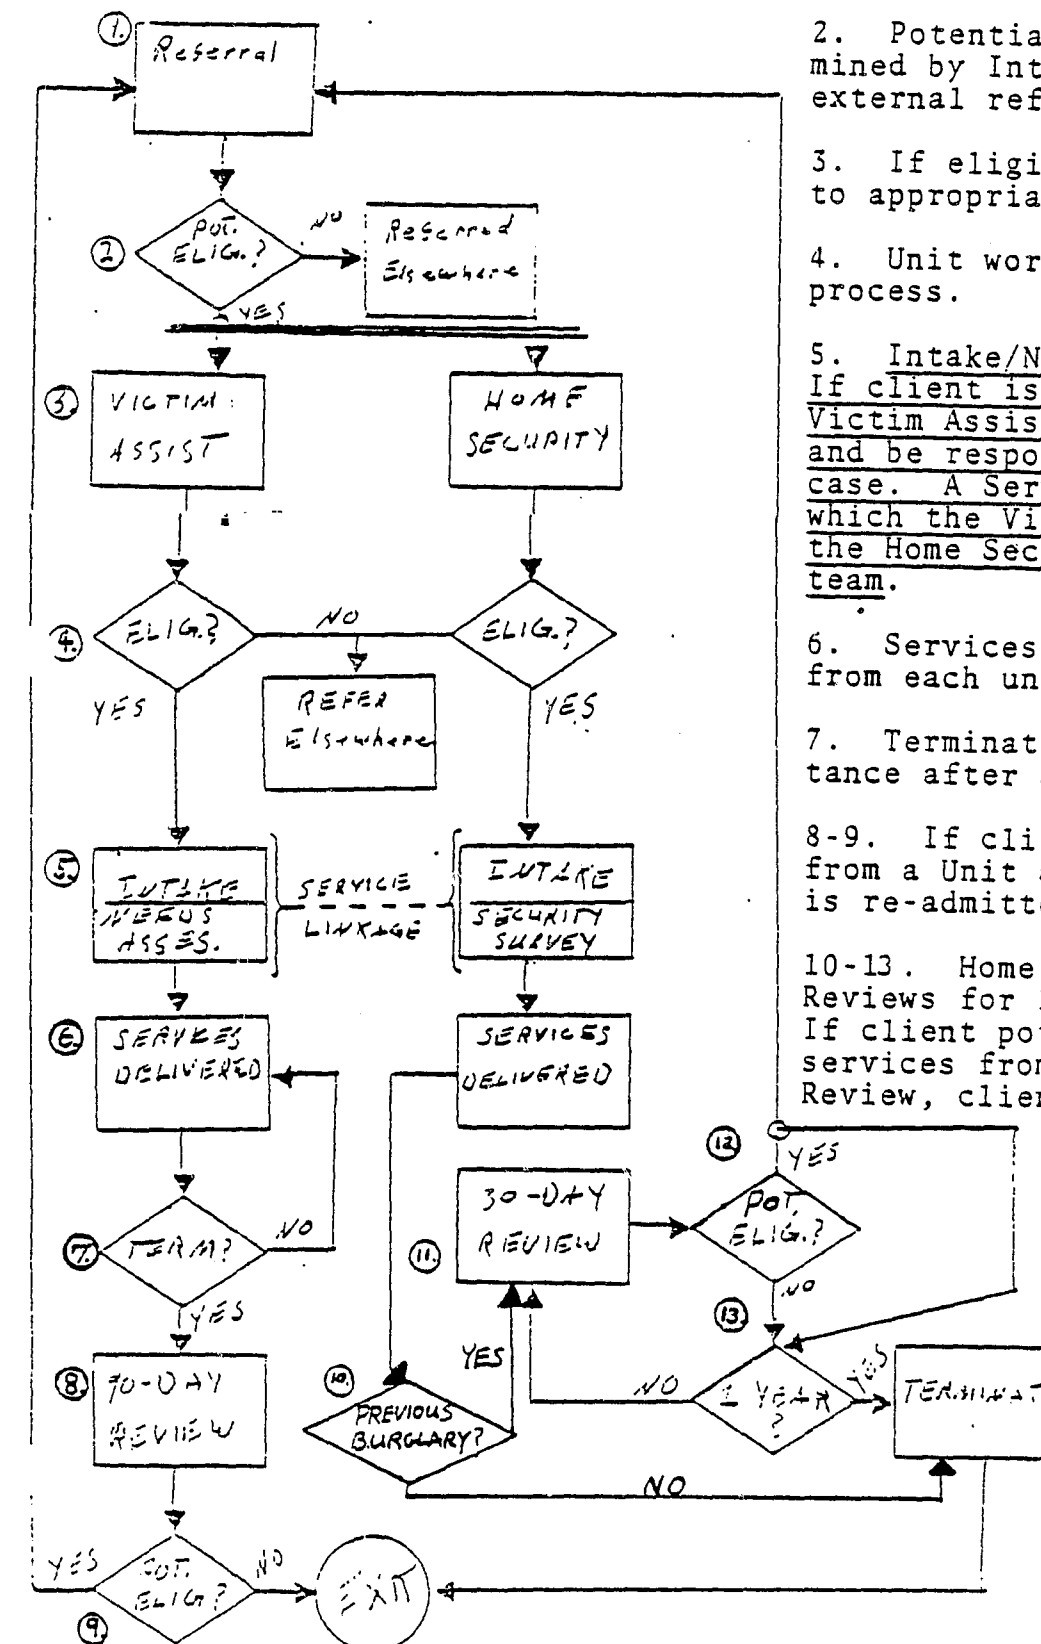 1.
Referral
2.
POT.
ELIG.?
NO
Referred
Elsewhere
YES
3.
VICTIM
ASSIST
HOME
SECURITY
4.
ELIG.?
NO
ELIG.?
YES
REFER
Elsewhere
YES
5.
INTAKE
NEEDS
ASSES.
SERVICE
LINKAGE
INTAKE
SECURITY
SURVEY
6.
SERVICES
DELIVERED
SERVICES
DELIVERED
7.
TERM?
NO
YES
8.
90-DAY
REVIEW
9.
POT.
ELIG?
YES
NO
EXIT
10.
PREVIOUS
BURGLARY?
YES
NO
11.
30-DAY
REVIEW
12
YES
POT.
ELIG.?
NO
13.
1 YEAR
?
NO
YES
TERMINAT
2. Potentia
mined by Int
external ref
3. If eligi
to appropria
4. Unit wor
process.
5. Intake/N
If client is
Victim Assis
and be respo
case. A Ser
which the Vi
the Home Sec
team.
6. Services
from each un
7. Terminat
tance after
8-9. If cli
from a Unit
is re-admitt
10-13. Home
Reviews for
If client pot
services from
Review, clien